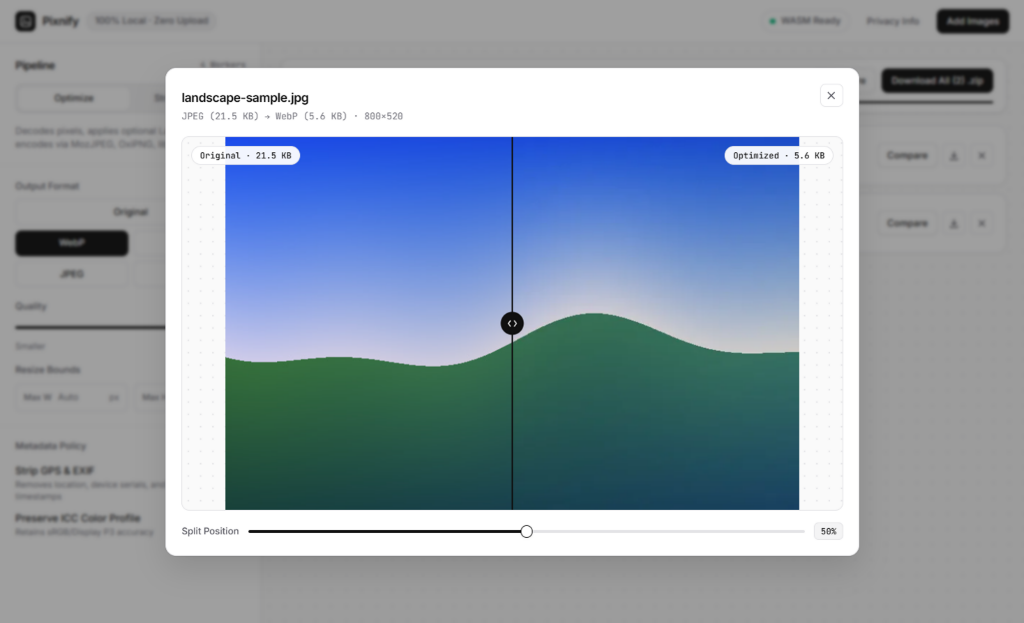 Pixnify
100% Local · Zero Upload
WASM Ready
Privacy Info
Add Images
Pipeline
4 Workers
Optimize
Download All (2) .zip
Decodes pixels, applies optional
encodes via MozJPEG, OxiPNG,
Output Format
Original
WebP
JPEG
Quality
Smaller
Resize Bounds
Max W Auto px
Max
Metadata Policy
Strip GPS & EXIF
Removes location, device serials, and
timestamps
Preserve ICC Color Profile
Retains sRGB/Display P3 accuracy
Compare
Compare
landscape-sample.jpg
JPEG (21.5 KB) → WebP (5.6 KB) · 800×520
Original · 21.5 KB
Optimized · 5.6 KB
Split Position
50%